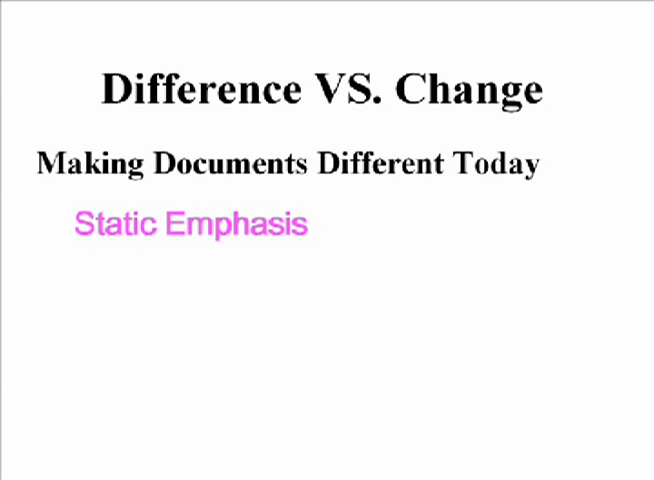 Difference VS. Change
Making Documents Different Today
Static Emphasis